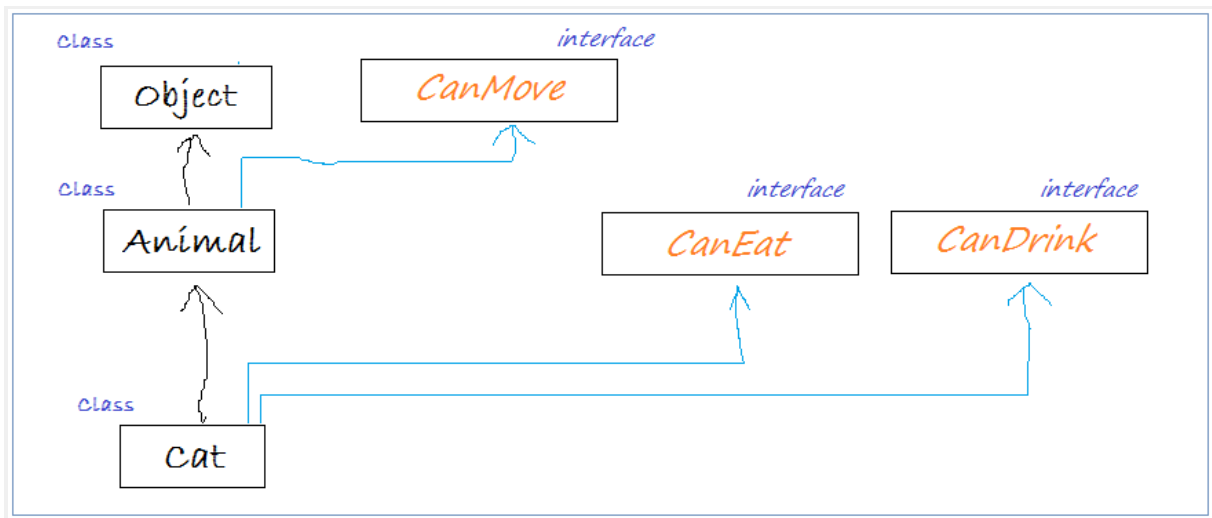 Class
interface
Object
CanMove
Class
interface
interface
Animal
CanEat
CanDrink
Class
Cat